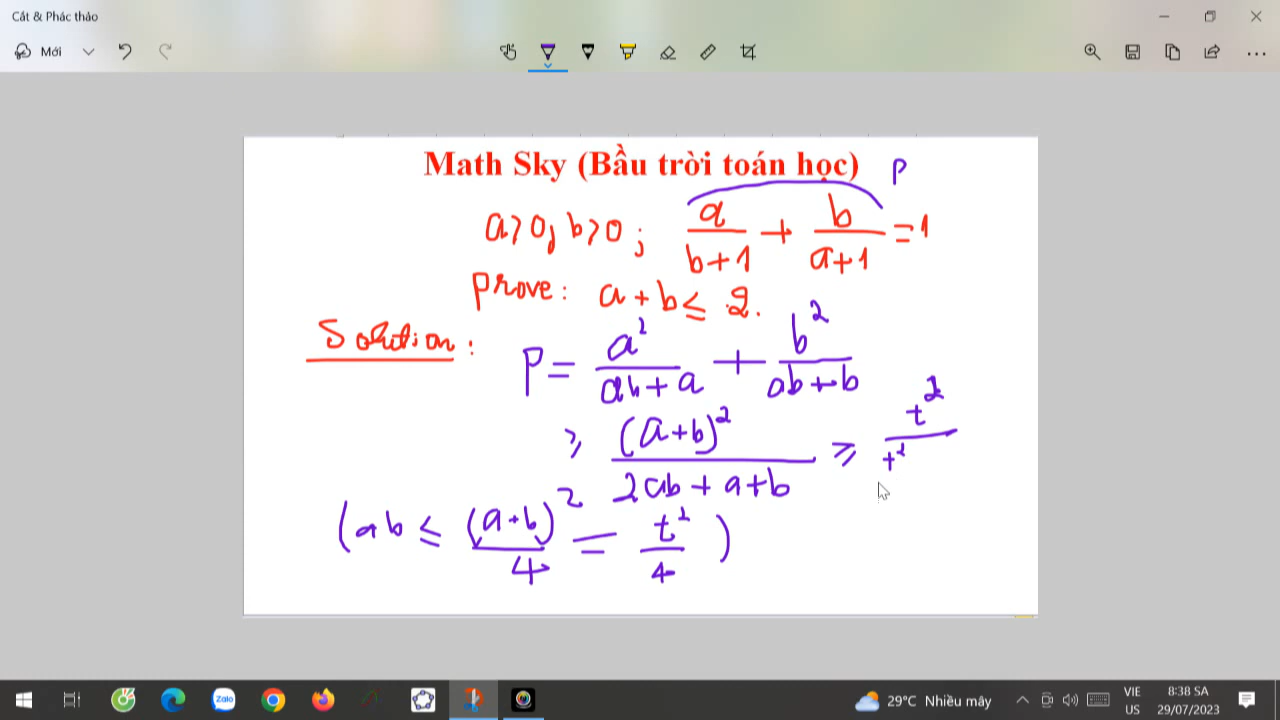 Cắt & Phác thảo
Mới
Math Sky (Bầu trời toán học)
P
a>0, b>0; a/(b+1) + b/(a+1) = 1
Prove: a + b ≤ 2.
Solution:
P = a²/(ab+a) + b²/(ab+b)
≥ (a+b)²/(2ab + a+b) ≥ t²/t²
(ab ≤ (a+b)²/4 = t²/4)
29°C Nhiều mây
VIE
US
8:38 SA
29/07/2023
Zalo